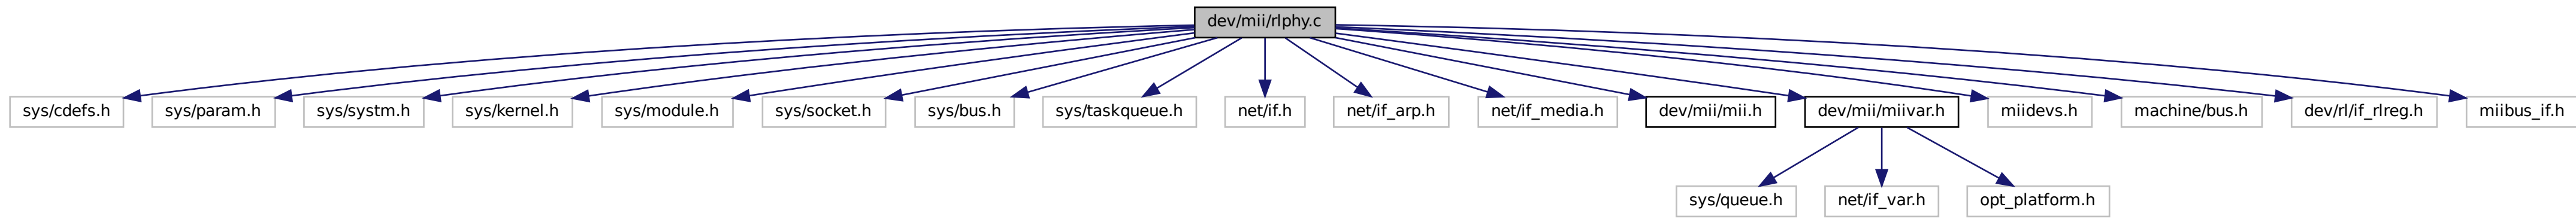 dev/mii/rlphy.c
sys/cdefs.h
sys/param.h
sys/systm.h
sys/kernel.h
sys/module.h
sys/socket.h
sys/bus.h
sys/taskqueue.h
net/if.h
net/if_arp.h
net/if_media.h
dev/mii/mii.h
dev/mii/miivar.h
miidevs.h
machine/bus.h
dev/rl/if_rlreg.h
miibus_if.h
sys/queue.h
net/if_var.h
opt_platform.h